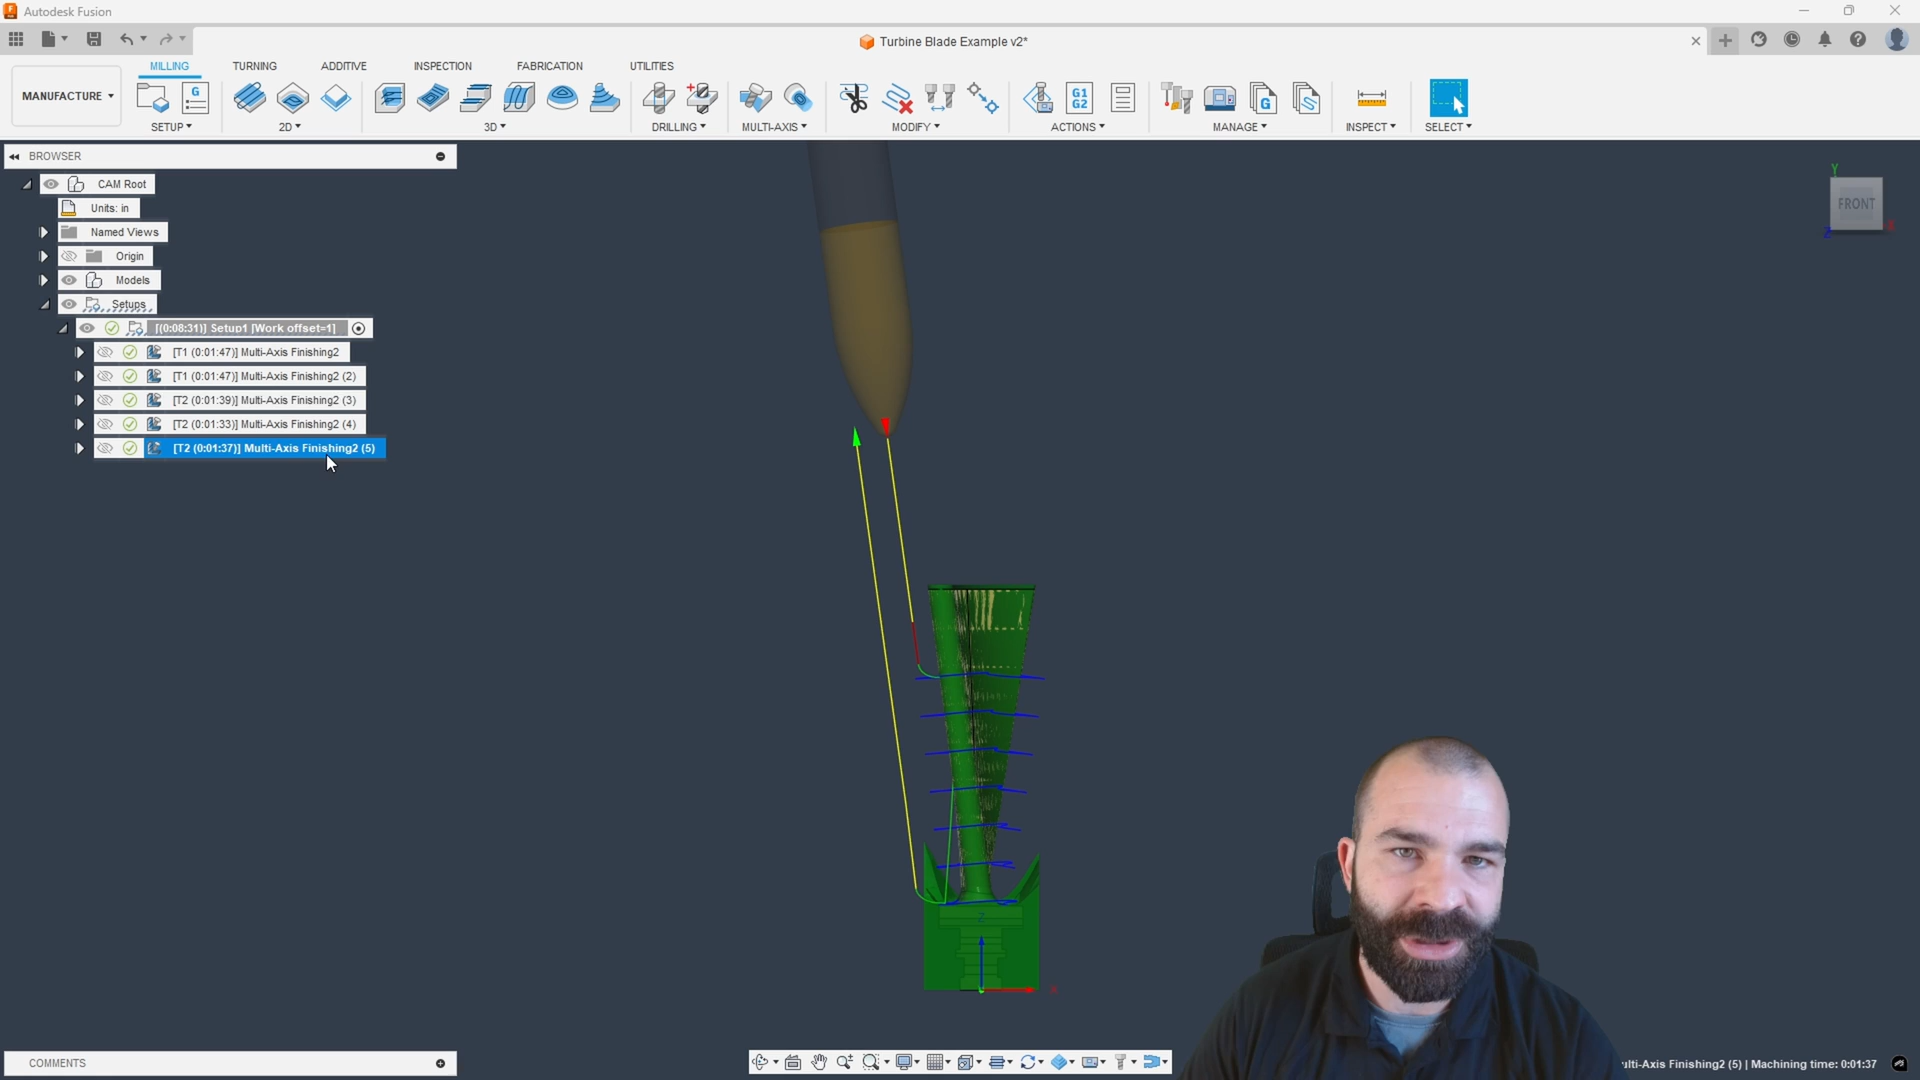 Autodesk Fusion
Turbine Blade Example v2*
MILLING TURNING ADDITIVE INSPECTION FABRICATION UTILITIES
MANUFACTURE
G
G1
G2
G
SETUP 2D 3D DRILLING MULTI-AXIS MODIFY ACTIONS MANAGE INSPECT SELECT
BROWSER
CAM Root
Units: in
Named Views
Origin
Models
Setups
[(0:08:31)] Setup1 [Work offset=1]
[T1 (0:01:47)] Multi-Axis Finishing2
[T1 (0:01:47)] Multi-Axis Finishing2 (2)
[T2 (0:01:39)] Multi-Axis Finishing2 (3)
[T2 (0:01:33)] Multi-Axis Finishing2 (4)
[T2 (0:01:37)] Multi-Axis Finishing2 (5)
Y
FRONT
Z X
Z
X
COMMENTS
ulti-Axis Finishing2 (5) | Machining time: 0:01:37